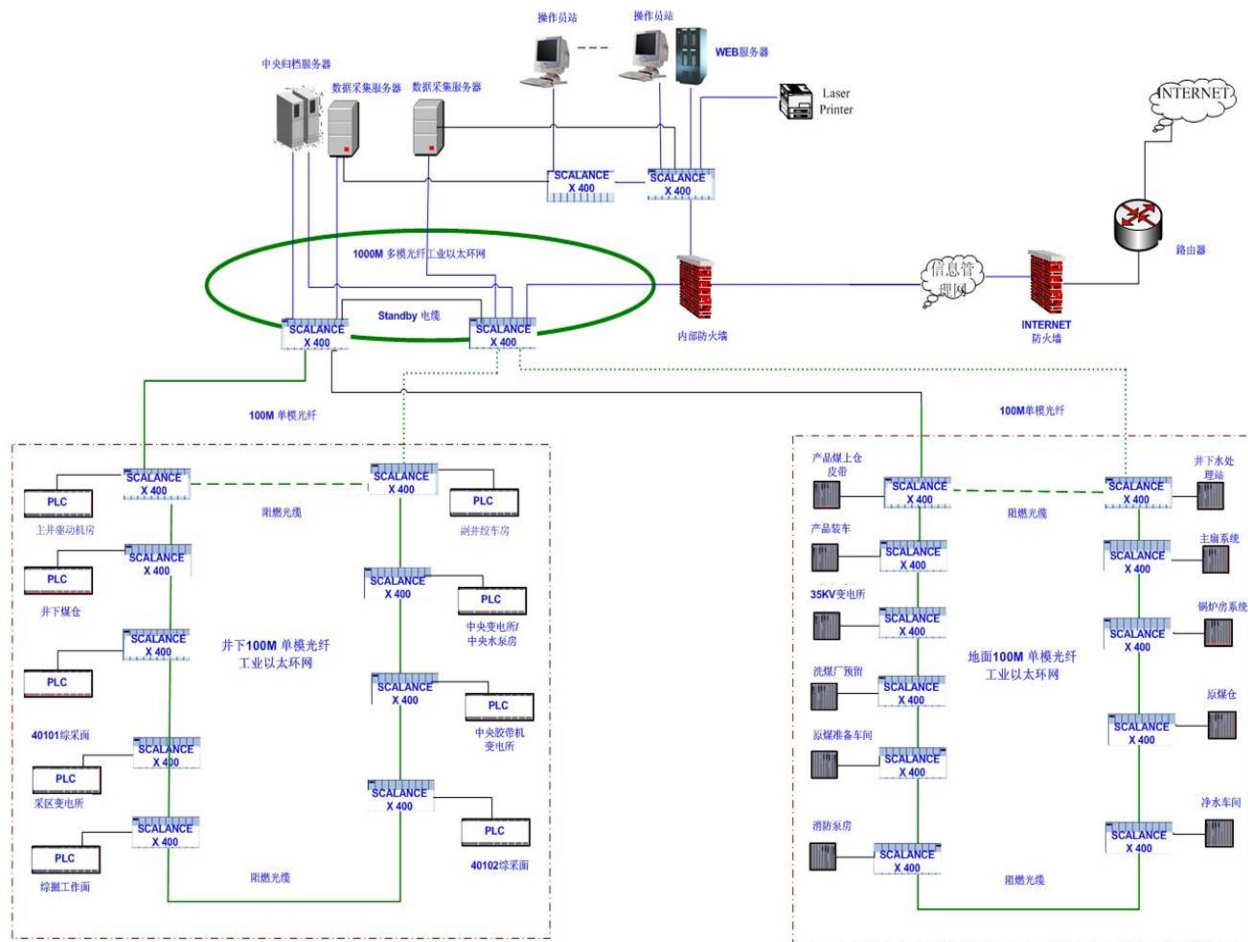 操作员站
操作员站
WEB服务器
中央归档服务器
数据采集服务器
数据采集服务器
Laser
Printer
INTERNET
SCALANCE
X 400
SCALANCE
X 400
路由器
1000M 多模光纤工业以太环网
信息管
理网
Standby 电缆
SCALANCE
X 400
SCALANCE
X 400
内部防火墙
INTERNET
防火墙
100M 单模光纤
100M单模光纤
SCALANCE
X 400
PLC
主井驱动机房
SCALANCE
X 400
PLC
副井绞车房
阻燃光缆
SCALANCE
X 400
PLC
井下煤仓
SCALANCE
X 400
PLC
中央变电所/
中央水泵房
SCALANCE
X 400
PLC
井下100M 单模光纤
工业以太环网
SCALANCE
X 400
PLC
中央胶带机
变电所
40101综采面
SCALANCE
X 400
PLC
采区变电所
SCALANCE
X 400
PLC
40102综采面
SCALANCE
X 400
PLC
综掘工作面
阻燃光缆
产品煤上仓
皮带
SCALANCE
X 400
SCALANCE
X 400
井下水处
理站
阻燃光缆
产品装车
SCALANCE
X 400
SCALANCE
X 400
主扇系统
35KV变电所
SCALANCE
X 400
SCALANCE
X 400
锅炉房系统
地面100M 单模光纤
工业以太环网
洗煤厂预留
SCALANCE
X 400
SCALANCE
X 400
原煤仓
原煤准备车间
SCALANCE
X 400
消防泵房
SCALANCE
X 400
SCALANCE
X 400
净水车间
阻燃光缆